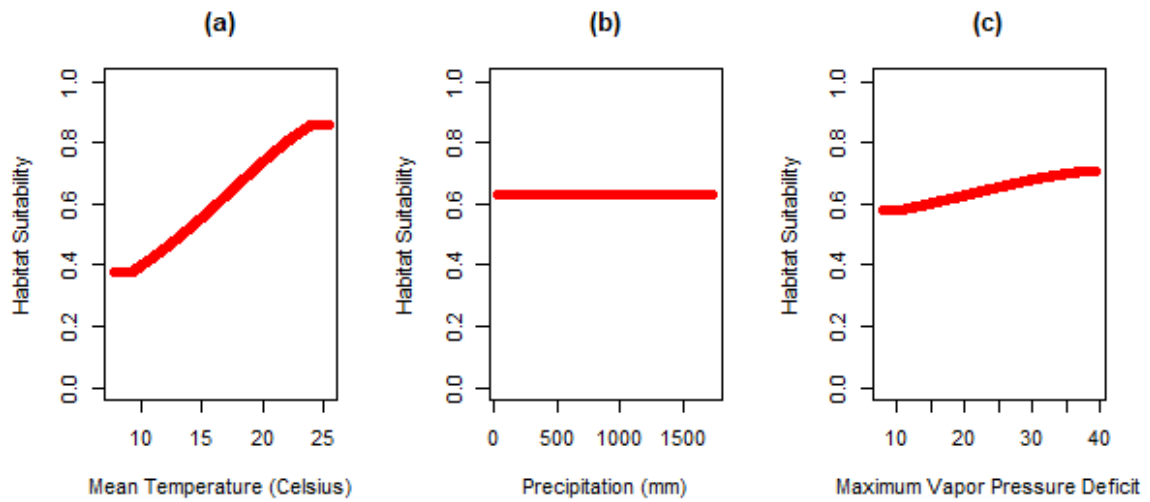 (a)
Habitat Suitability
1.0
0.8
0.6
0.4
0.2
0.0
10 15 20 25
Mean Temperature (Celsius)
(b)
Habitat Suitability
1.0
0.8
0.6
0.4
0.2
0.0
0 500 1000 1500
Precipitation (mm)
(c)
Habitat Suitability
1.0
0.8
0.6
0.4
0.2
0.0
10 20 30 40
Maximum Vapor Pressure Deficit